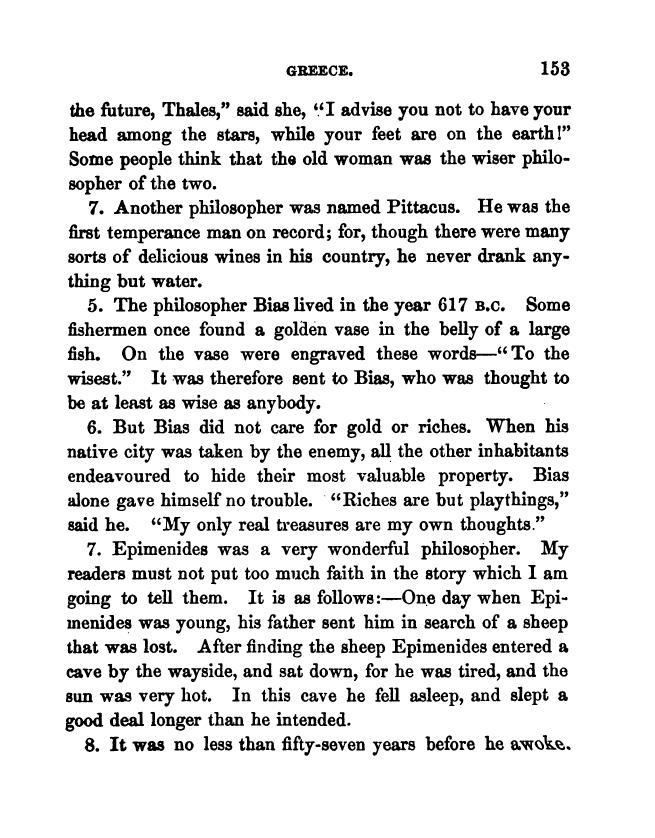 GREECE. 153
the future, Thales,” said she, “I advise you not to have your
head among the stars, while your feet are on the earth!”
Some people think that the old woman was the wiser philo-
sopher of the two.
7. Another philosopher was named Pittacus. He was the
first temperance man on record; for, though there were many
sorts of delicious wines in his country, he never drank any-
thing but water.
5. The philosopher Bias lived in the year 617 B.C. Some
fishermen once found a golden vase in the belly of a large
fish. On the vase were engraved these words—“To the
wisest.” It was therefore sent to Bias, who was thought to
be at least as wise as anybody.
6. But Bias did not care for gold or riches. When his
native city was taken by the enemy, all the other inhabitants
endeavoured to hide their most valuable property. Bias
alone gave himself no trouble. “Riches are but playthings,”
said he. “My only real treasures are my own thoughts.”
7. Epimenides was a very wonderful philosopher. My
readers must not put too much faith in the story which I am
going to tell them. It is as follows:—One day when Epi-
menides was young, his father sent him in search of a sheep
that was lost. After finding the sheep Epimenides entered a
cave by the wayside, and sat down, for he was tired, and the
sun was very hot. In this cave he fell asleep, and slept a
good deal longer than he intended.
8. It was no less than fifty-seven years before he awoke.